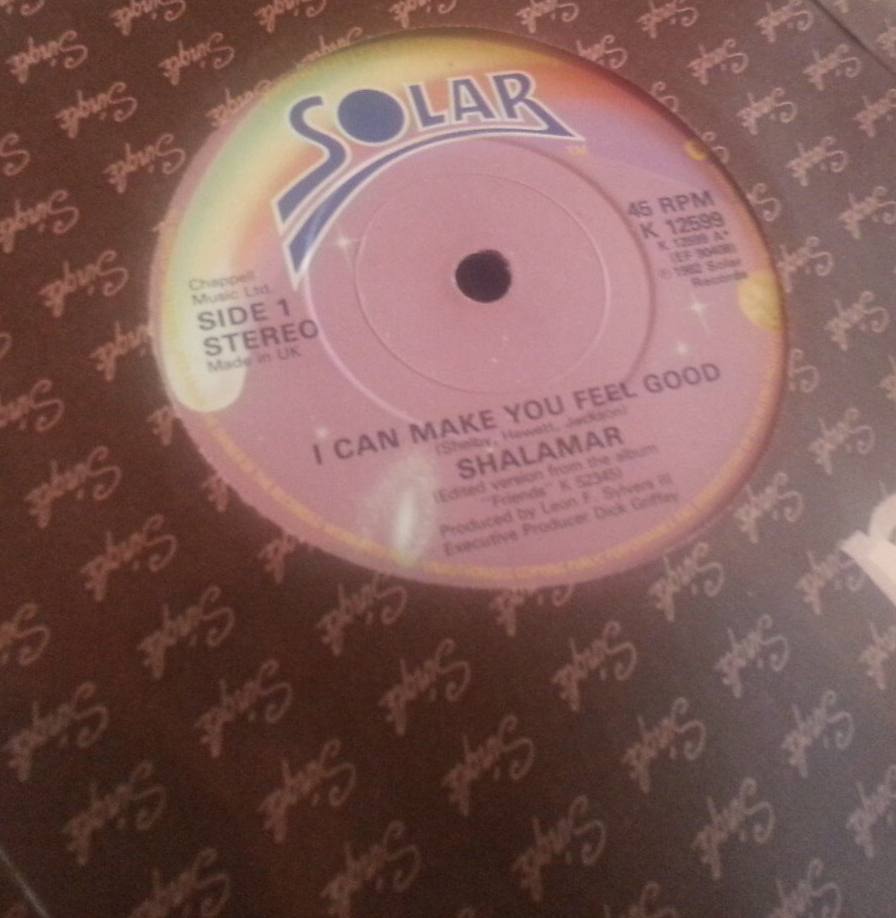 SOLAR
TM
45 RPM
K 12599
K 12599 A
℗ 1982 Solar
Records
Chappell
Music Ltd.
SIDE 1
STEREO
Made in UK
I CAN MAKE YOU FEEL GOOD
(Shelby, Hewett, Jackson)
SHALAMAR
(Edited version from the album
"Friends" K 52345)
Produced by Leon F. Sylvers III
Executive Producer Dick Griffey
Single